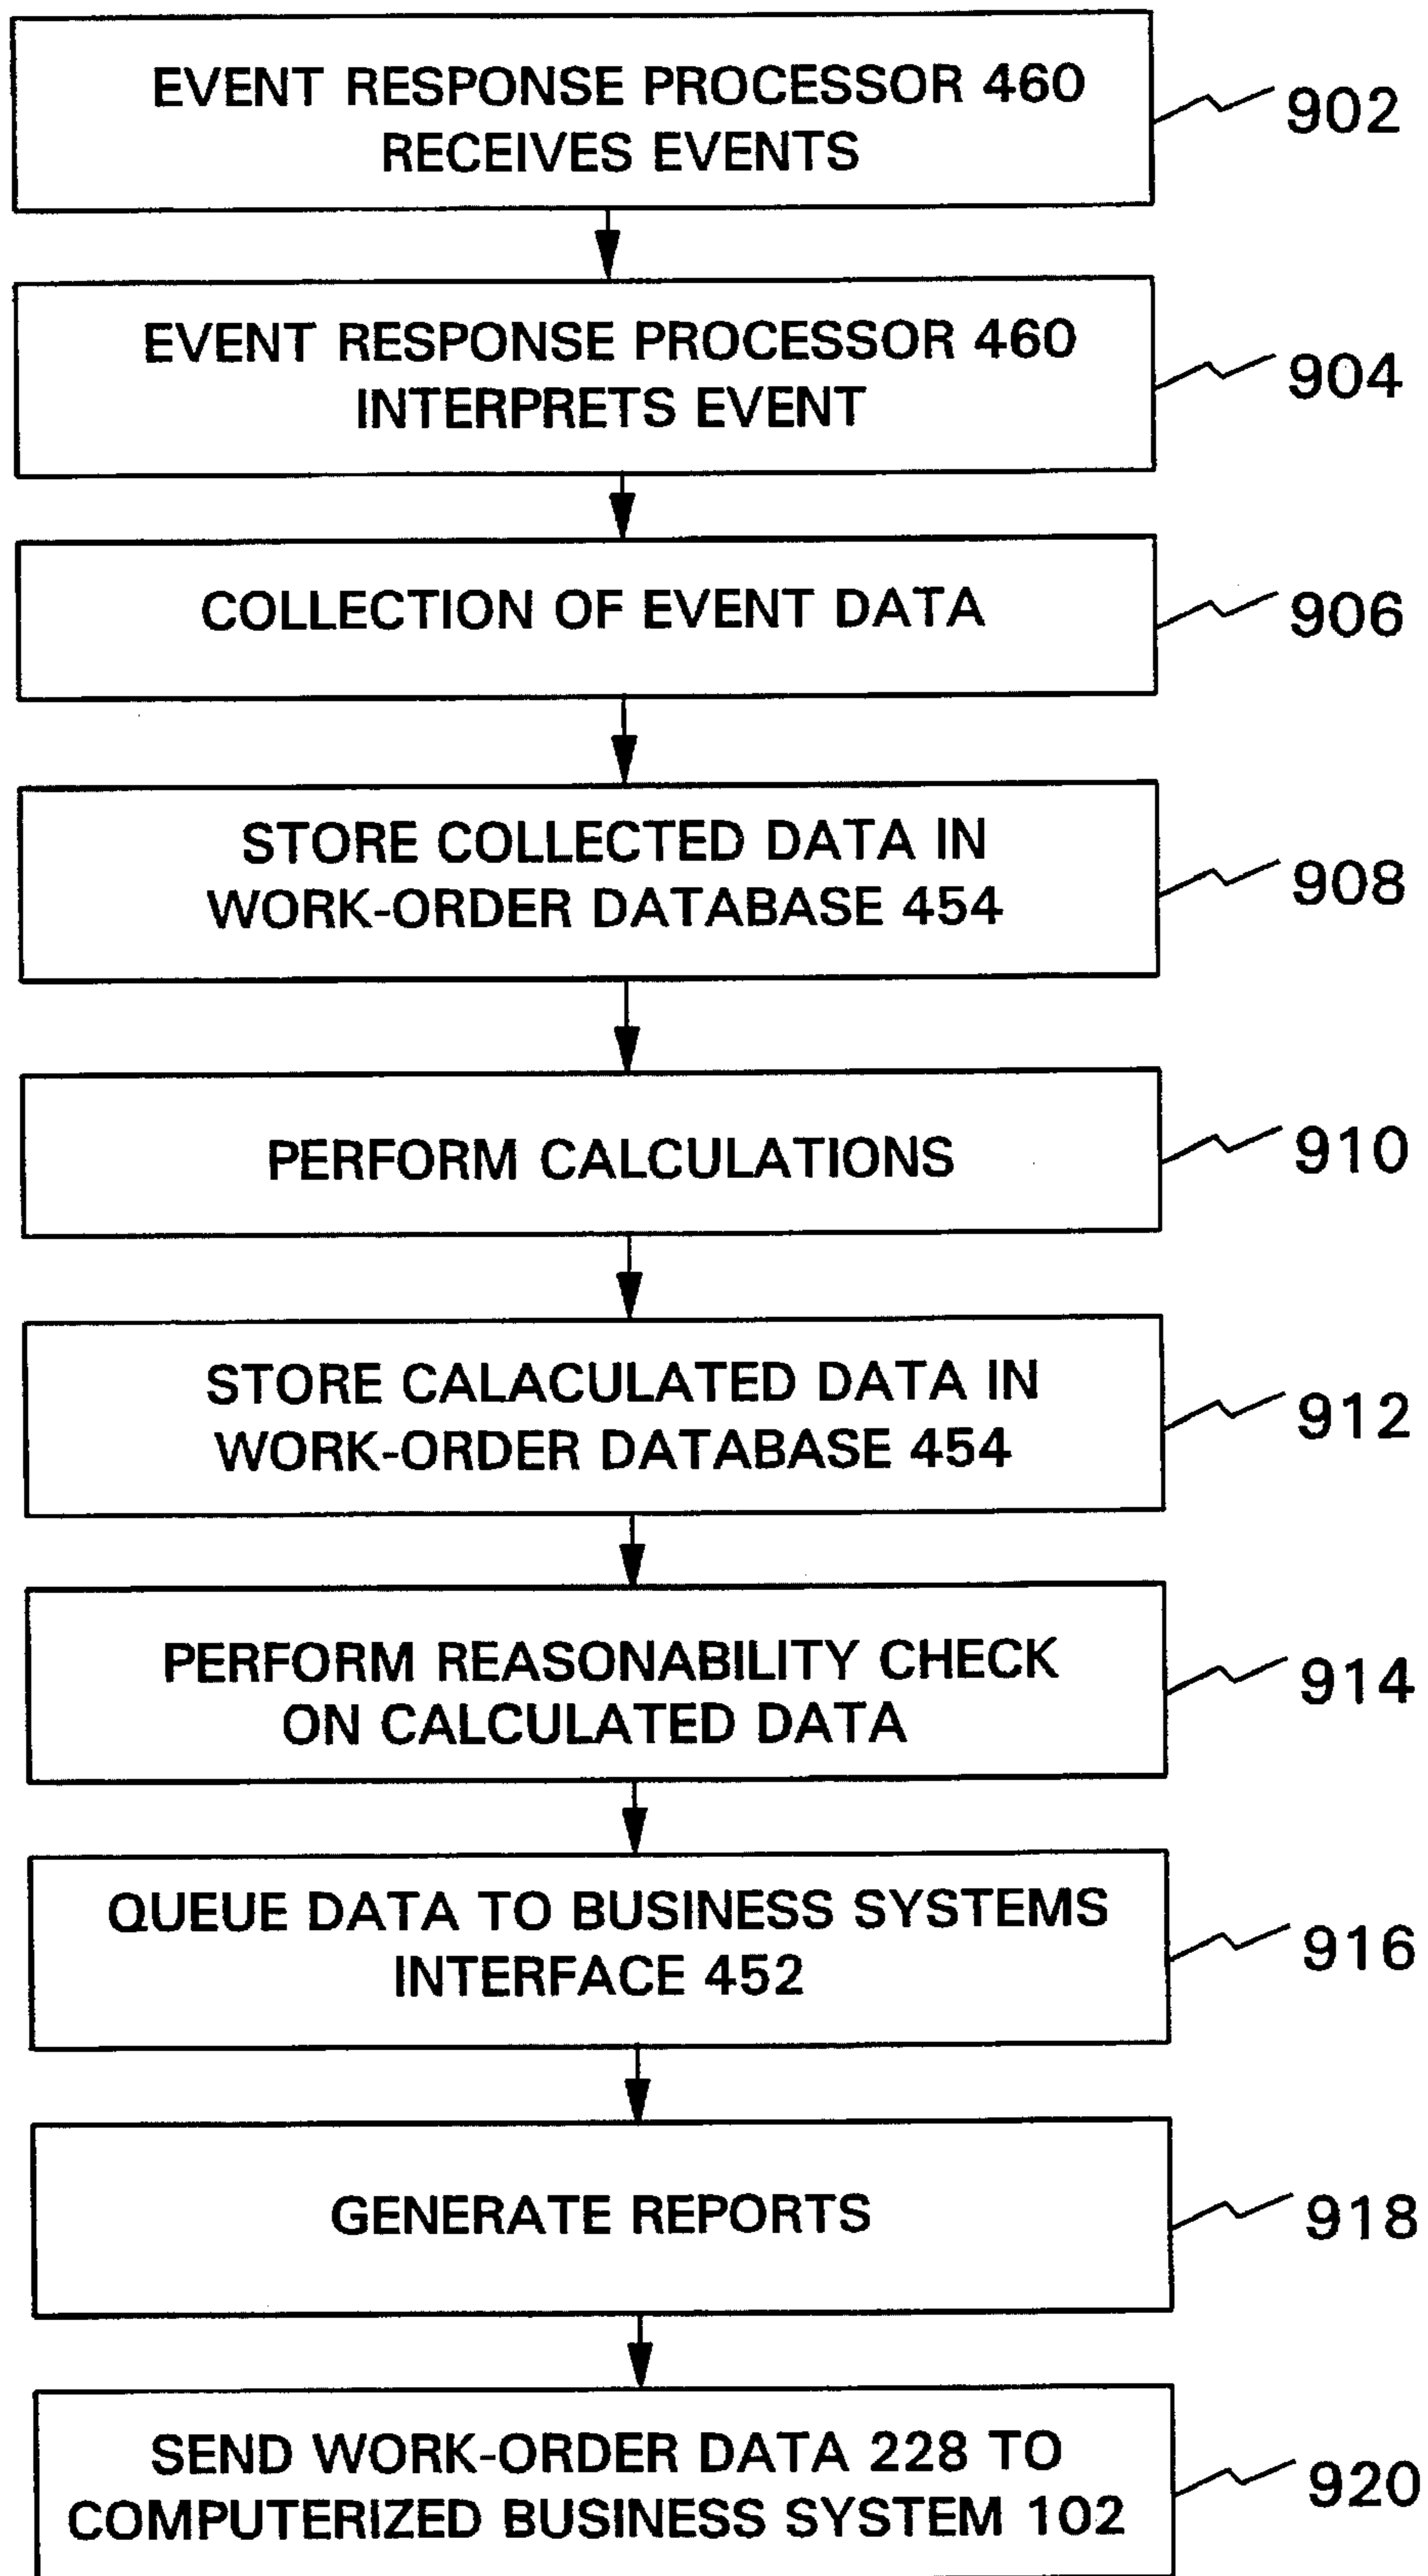 EVENT RESPONSE PROCESSOR 460
RECEIVES EVENTS
902
EVENT RESPONSE PROCESSOR 460
INTERPRETS EVENT
904
COLLECTION OF EVENT DATA
906
STORE COLLECTED DATA IN
WORK-ORDER DATABASE 454
908
PERFORM CALCULATIONS
910
STORE CALACULATED DATA IN
WORK-ORDER DATABASE 454
912
PERFORM REASONABILITY CHECK
ON CALCULATED DATA
914
QUEUE DATA TO BUSINESS SYSTEMS
INTERFACE 452
916
GENERATE REPORTS
918
SEND WORK-ORDER DATA 228 TO
COMPUTERIZED BUSINESS SYSTEM 102
920